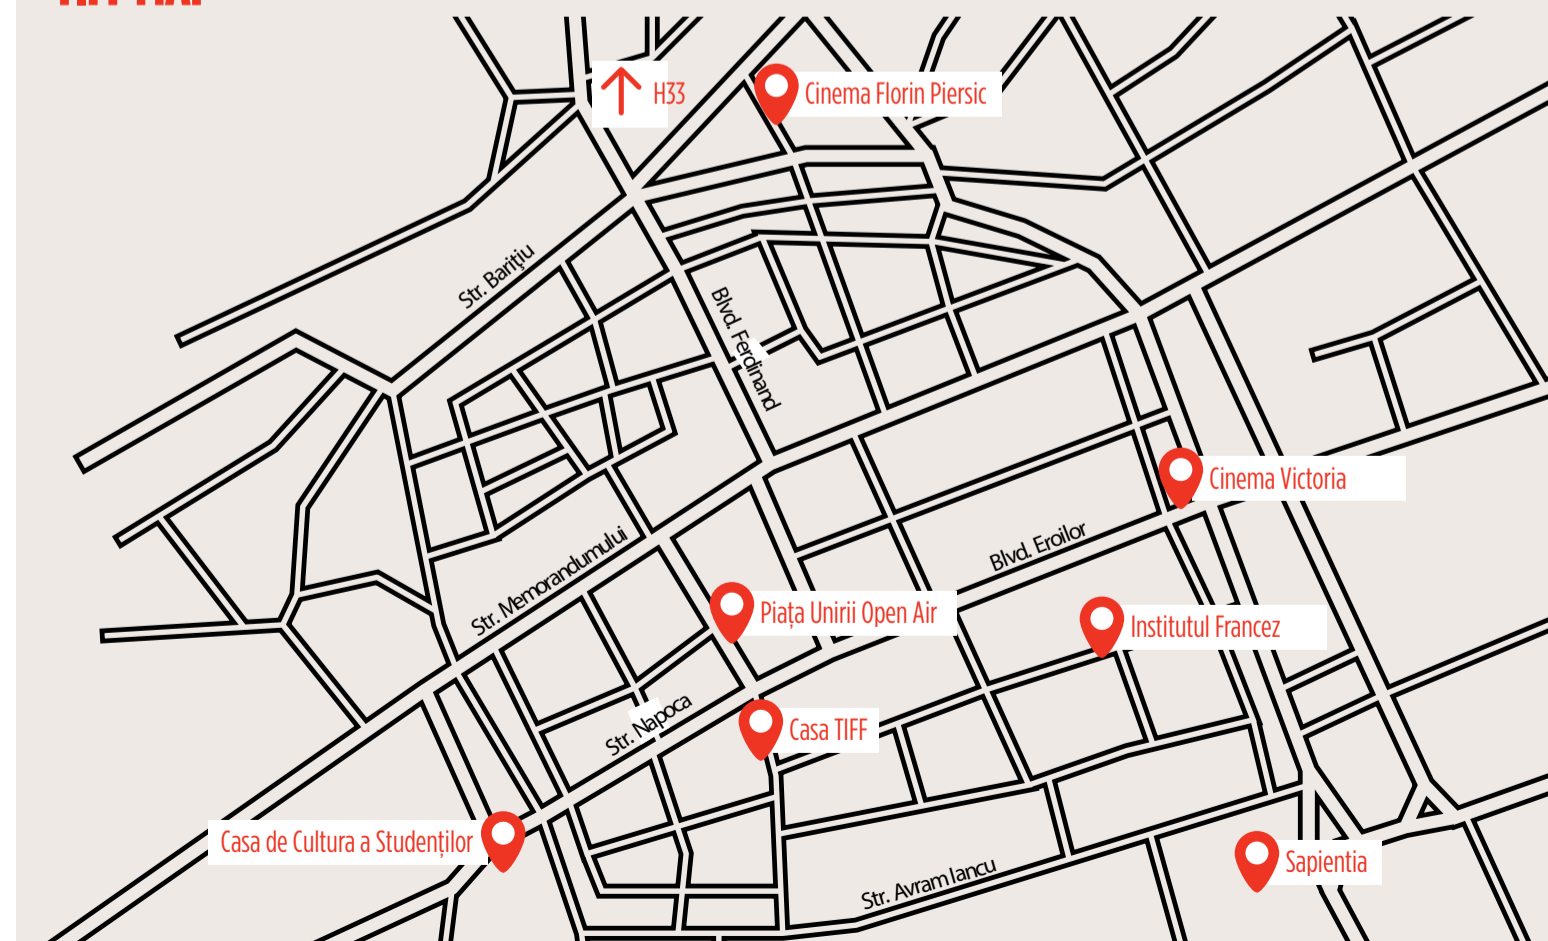 H33
Cinema Florin Piersic
Str. Barițiu
Blvd. Ferdinand
Cinema Victoria
Blvd. Eroilor
Str. Memorandumului
Piața Unirii Open Air
Institutul Francez
Str. Napoca
Casa TIFF
Casa de Cultura a Studenților
Sapientia
Str. Avram Iancu